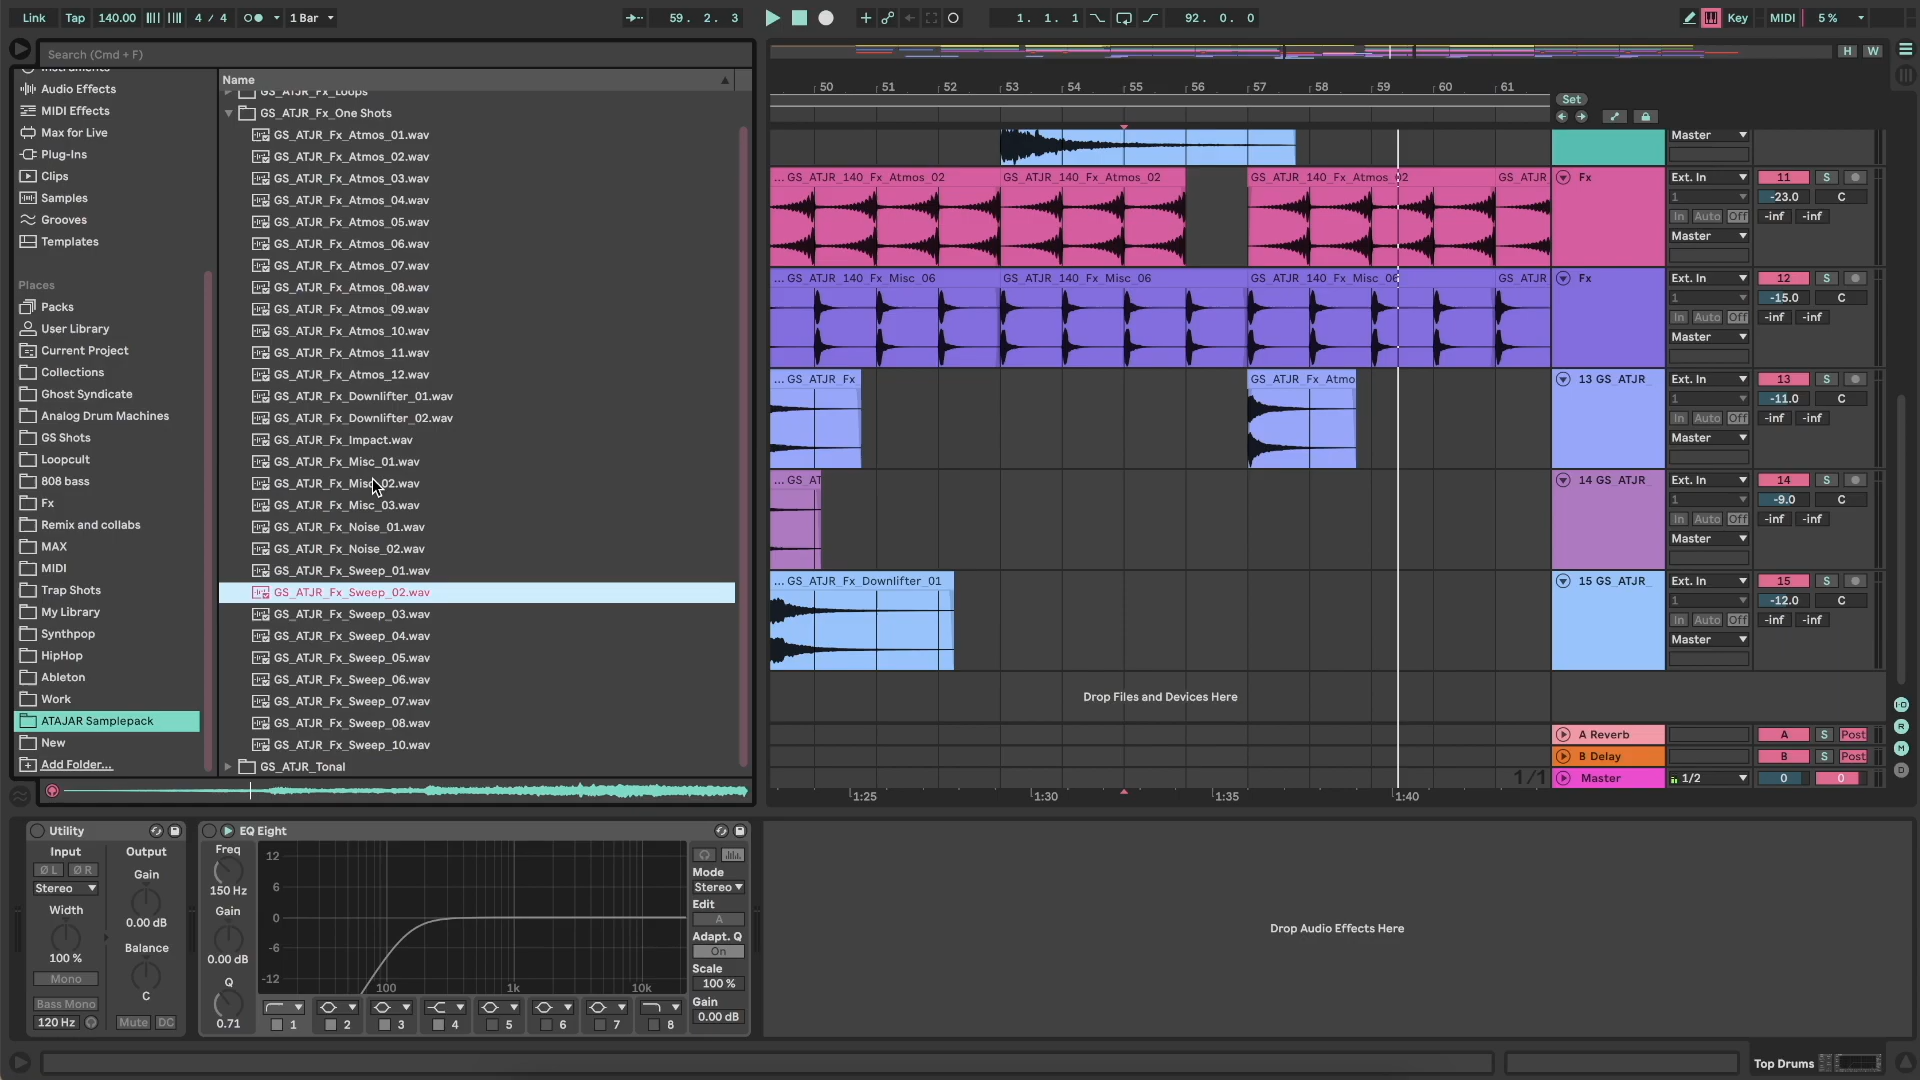 Link Tap 140.00 4 / 4 1 Bar 59. 2. 3 1. 1. 1 92. 0. 0 Key MIDI 5 %
Search (Cmd + F)
H W
Audio Effects
MIDI Effects
Max for Live
Plug-Ins
Clips
Samples
Grooves
Templates
Places
Packs
User Library
Current Project
Collections
Ghost Syndicate
Analog Drum Machines
GS Shots
Loopcult
808 bass
Fx
Remix and collabs
MAX
MIDI
Trap Shots
My Library
Synthpop
HipHop
Ableton
Work
ATAJAR Samplepack
New
Add Folder...
Name
GS_ATJR_Fx_Loops
GS_ATJR_Fx_One Shots
GS_ATJR_Fx_Atmos_01.wav
GS_ATJR_Fx_Atmos_02.wav
GS_ATJR_Fx_Atmos_03.wav
GS_ATJR_Fx_Atmos_04.wav
GS_ATJR_Fx_Atmos_05.wav
GS_ATJR_Fx_Atmos_06.wav
GS_ATJR_Fx_Atmos_07.wav
GS_ATJR_Fx_Atmos_08.wav
GS_ATJR_Fx_Atmos_09.wav
GS_ATJR_Fx_Atmos_10.wav
GS_ATJR_Fx_Atmos_11.wav
GS_ATJR_Fx_Atmos_12.wav
GS_ATJR_Fx_Downlifter_01.wav
GS_ATJR_Fx_Downlifter_02.wav
GS_ATJR_Fx_Impact.wav
GS_ATJR_Fx_Misc_01.wav
GS_ATJR_Fx_Misc_02.wav
GS_ATJR_Fx_Misc_03.wav
GS_ATJR_Fx_Noise_01.wav
GS_ATJR_Fx_Noise_02.wav
GS_ATJR_Fx_Sweep_01.wav
GS_ATJR_Fx_Sweep_02.wav
GS_ATJR_Fx_Sweep_03.wav
GS_ATJR_Fx_Sweep_04.wav
GS_ATJR_Fx_Sweep_05.wav
GS_ATJR_Fx_Sweep_06.wav
GS_ATJR_Fx_Sweep_07.wav
GS_ATJR_Fx_Sweep_08.wav
GS_ATJR_Fx_Sweep_10.wav
GS_ATJR_Tonal
50 51 52 53 54 55 56 57 58 59 60 61
Set
Master
... GS_ATJR_140_Fx_Atmos_02 GS_ATJR_140_Fx_Atmos_02 GS_ATJR_140_Fx_Atmos_02 GS_ATJR Fx Ext. In 11 S
1 -23.0 C
In Auto Off -inf -inf
Master
... GS_ATJR_140_Fx_Misc_06 GS_ATJR_140_Fx_Misc_06 GS_ATJR_140_Fx_Misc_06 GS_ATJR Fx Ext. In 12 S
1 -15.0 C
In Auto Off -inf -inf
Master
... GS_ATJR_Fx GS_ATJR_Fx_Atmo 13 GS_ATJR_ Ext. In 13 S
1 -11.0 C
In Auto Off -inf -inf
Master
... GS_AT 14 GS_ATJR_ Ext. In 14 S
1 -9.0 C
In Auto Off -inf -inf
Master
... GS_ATJR_Fx_Downlifter_01 15 GS_ATJR_ Ext. In 15 S
1 -12.0 C
In Auto Off -inf -inf
Master
Drop Files and Devices Here
A Reverb A S Post
B Delay B S Post
1/1 Master 1/2 0 0
1:25 1:30 1:35 1:40
Utility
Input Output
Ø L Ø R Gain
Stereo
Width 0.00 dB
Balance
100 %
Mono
C
Bass Mono
120 Hz Mute DC
EQ Eight
Freq
150 Hz
Gain
0.00 dB
Q
0.71
12
6
0
-6
-12
100 1k 10k
1 2 3 4 5 6 7 8
Mode
Stereo
Edit
A
Adapt. Q
On
Scale
100 %
Gain
0.00 dB
Drop Audio Effects Here
Top Drums